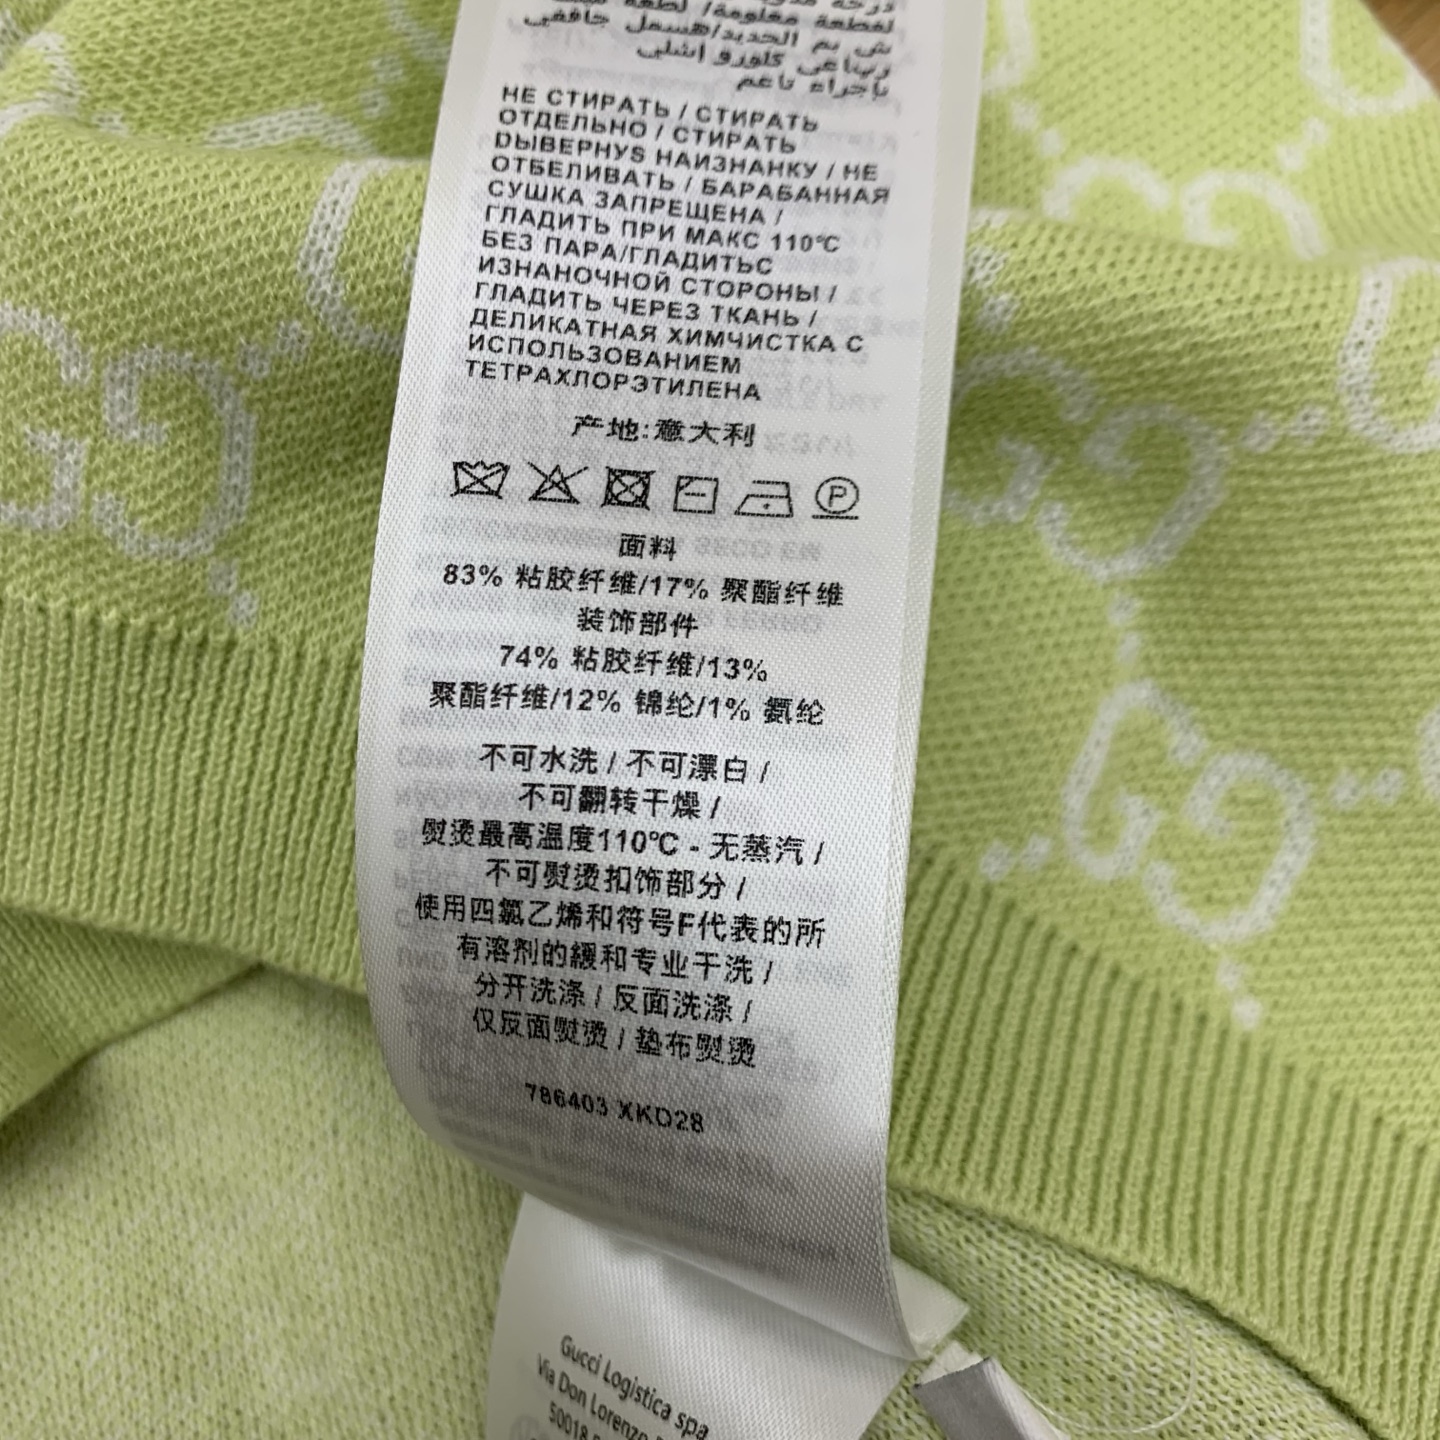 لقطعة معلومة/ لطعة
НЕ СТИРАТЬ / СТИРАТЬ
ОТДЕЛЬНО / СТИРАТЬ
DЫВЕРНУS НАИЗНАНКУ / НЕ
ОТБЕЛИВАТЬ / БАРАБАННАЯ
СУШКА ЗАПРЕЩЕНА /
ГЛАДИТЬ ПРИ МАКС 110℃
БЕЗ ПАРА/ГЛАДИТЬС
ИЗНАНОЧНОЙ СТОРОНЫ /
ГЛАДИТЬ ЧЕРЕЗ ТКАНЬ /
ДЕЛИКАТНАЯ ХИМЧИСТКА С
ИСПОЛЬЗОВАНИЕМ
ТЕТРАХЛОРЭТИЛЕНА
产地:意大利
P
面料
83% 粘胶纤维/17% 聚酯纤维
装饰部件
74% 粘胶纤维/13%
聚酯纤维/12% 锦纶/1% 氨纶
不可水洗 / 不可漂白 /
不可翻转干燥 /
熨烫最高温度110℃ - 无蒸汽 /
不可熨烫扣饰部分 /
使用四氯乙烯和符号F代表的所
有溶剂的缓和专业干洗 /
分开洗涤 / 反面洗涤 /
仅反面熨烫 / 垫布熨烫
786403 XKD28
Gucci Logistica spa
Via Don Lorenzo
50018